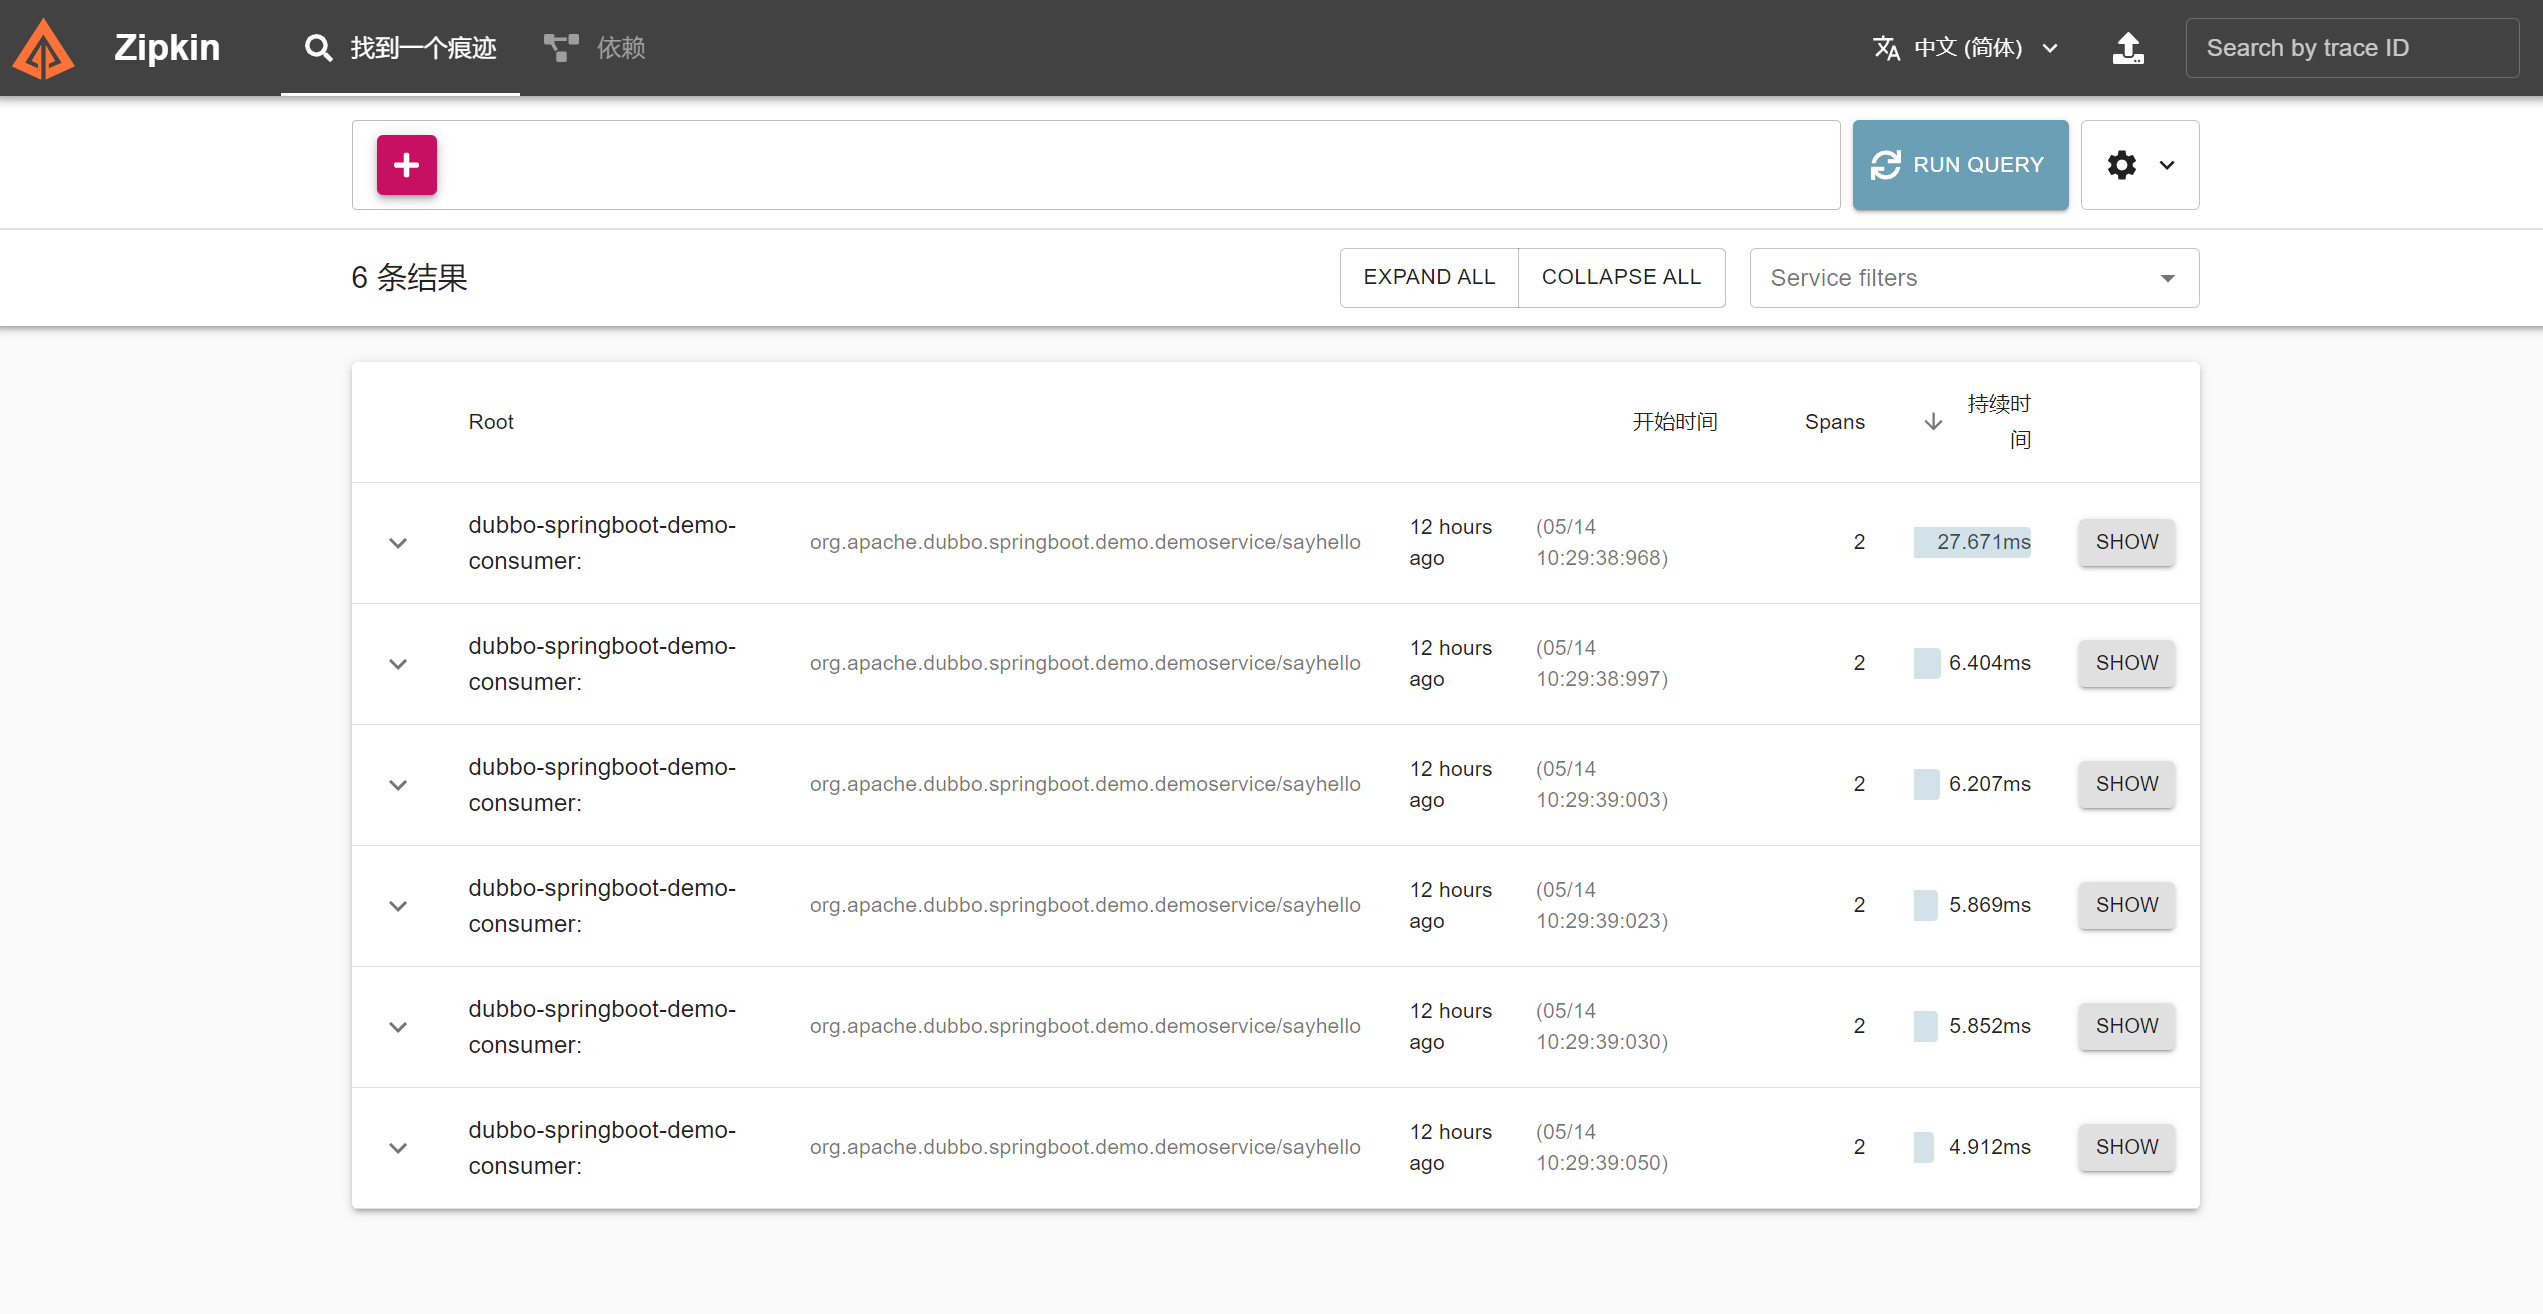 Zipkin
找到一个痕迹
依赖
中文 (简体)
Search by trace ID
RUN QUERY
6 条结果
EXPAND ALL
COLLAPSE ALL
Service filters
Root
开始时间
Spans
持续时
间
dubbo-springboot-demo-
consumer:
org.apache.dubbo.springboot.demo.demoservice/sayhello
12 hours
ago
(05/14
10:29:38:968)
2
27.671ms
SHOW
dubbo-springboot-demo-
consumer:
org.apache.dubbo.springboot.demo.demoservice/sayhello
12 hours
ago
(05/14
10:29:38:997)
2
6.404ms
SHOW
dubbo-springboot-demo-
consumer:
org.apache.dubbo.springboot.demo.demoservice/sayhello
12 hours
ago
(05/14
10:29:39:003)
2
6.207ms
SHOW
dubbo-springboot-demo-
consumer:
org.apache.dubbo.springboot.demo.demoservice/sayhello
12 hours
ago
(05/14
10:29:39:023)
2
5.869ms
SHOW
dubbo-springboot-demo-
consumer:
org.apache.dubbo.springboot.demo.demoservice/sayhello
12 hours
ago
(05/14
10:29:39:030)
2
5.852ms
SHOW
dubbo-springboot-demo-
consumer:
org.apache.dubbo.springboot.demo.demoservice/sayhello
12 hours
ago
(05/14
10:29:39:050)
2
4.912ms
SHOW